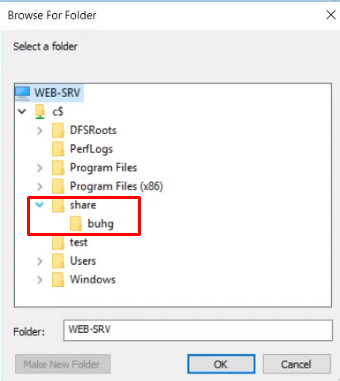 Browse For Folder
Select a folder
WEB-SRV
c$
DFSRoots
PerfLogs
Program Files
Program Files (x86)
share
buhg
test
Users
Windows
Folder: WEB-SRV
Make New Folder OK Cancel